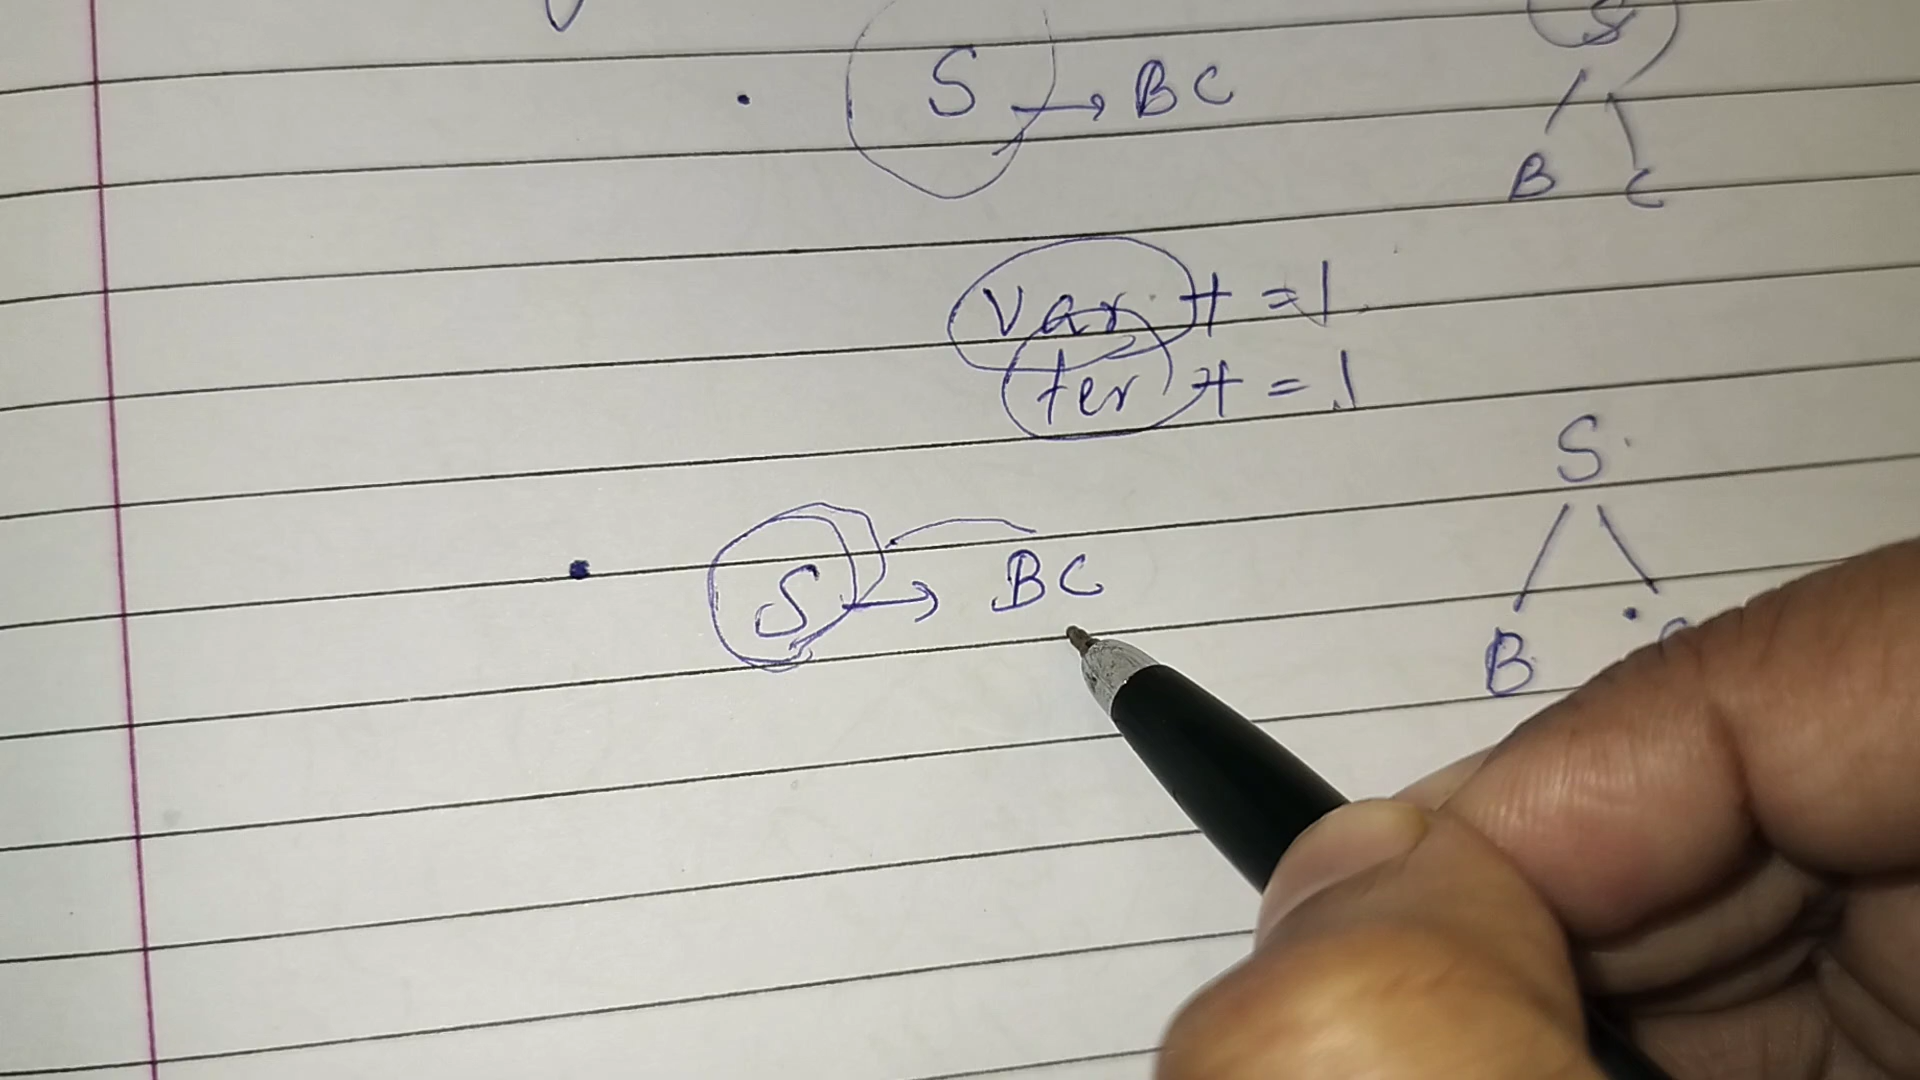 S → BC
S
B C
var + = 1
ter + = 1
S
S → BC
B